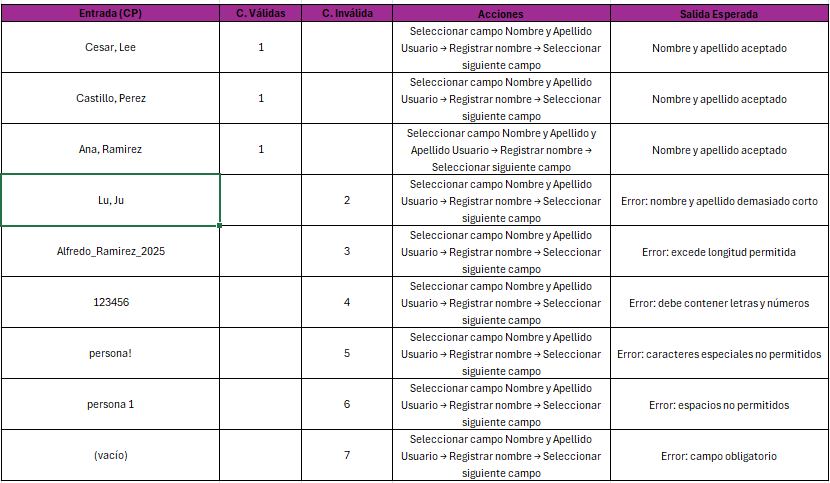 Entrada (CP) C. Válidas C. Inválida Acciones Salida Esperada
Cesar, Lee 1 Seleccionar campo Nombre y Apellido Usuario → Registrar nombre → Seleccionar siguiente campo Nombre y apellido aceptado
Castillo, Perez 1 Seleccionar campo Nombre y Apellido Usuario → Registrar nombre → Seleccionar siguiente campo Nombre y apellido aceptado
Ana, Ramirez 1 Seleccionar campo Nombre y Apellido y Apellido Usuario → Registrar nombre → Seleccionar siguiente campo Nombre y apellido aceptado
Lu, Ju 2 Seleccionar campo Nombre y Apellido Usuario → Registrar nombre → Seleccionar siguiente campo Error: nombre y apellido demasiado corto
Alfredo_Ramirez_2025 3 Seleccionar campo Nombre y Apellido Usuario → Registrar nombre → Seleccionar siguiente campo Error: excede longitud permitida
123456 4 Seleccionar campo Nombre y Apellido Usuario → Registrar nombre → Seleccionar siguiente campo Error: debe contener letras y números
persona! 5 Seleccionar campo Nombre y Apellido Usuario → Registrar nombre → Seleccionar siguiente campo Error: caracteres especiales no permitidos
persona 1 6 Seleccionar campo Nombre y Apellido Usuario → Registrar nombre → Seleccionar siguiente campo Error: espacios no permitidos
(vacío) 7 Seleccionar campo Nombre y Apellido Usuario → Registrar nombre → Seleccionar siguiente campo Error: campo obligatorio